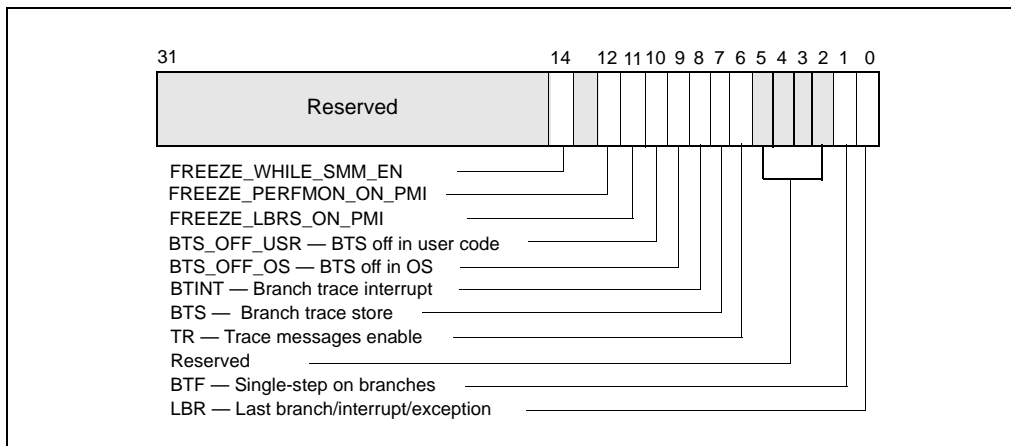 31 14 12 11 10 9 8 7 6 5 4 3 2 1 0
Reserved
FREEZE_WHILE_SMM_EN
FREEZE_PERFMON_ON_PMI
FREEZE_LBRS_ON_PMI
BTS_OFF_USR — BTS off in user code
BTS_OFF_OS — BTS off in OS
BTINT — Branch trace interrupt
BTS — Branch trace store
TR — Trace messages enable
Reserved
BTF — Single-step on branches
LBR — Last branch/interrupt/exception